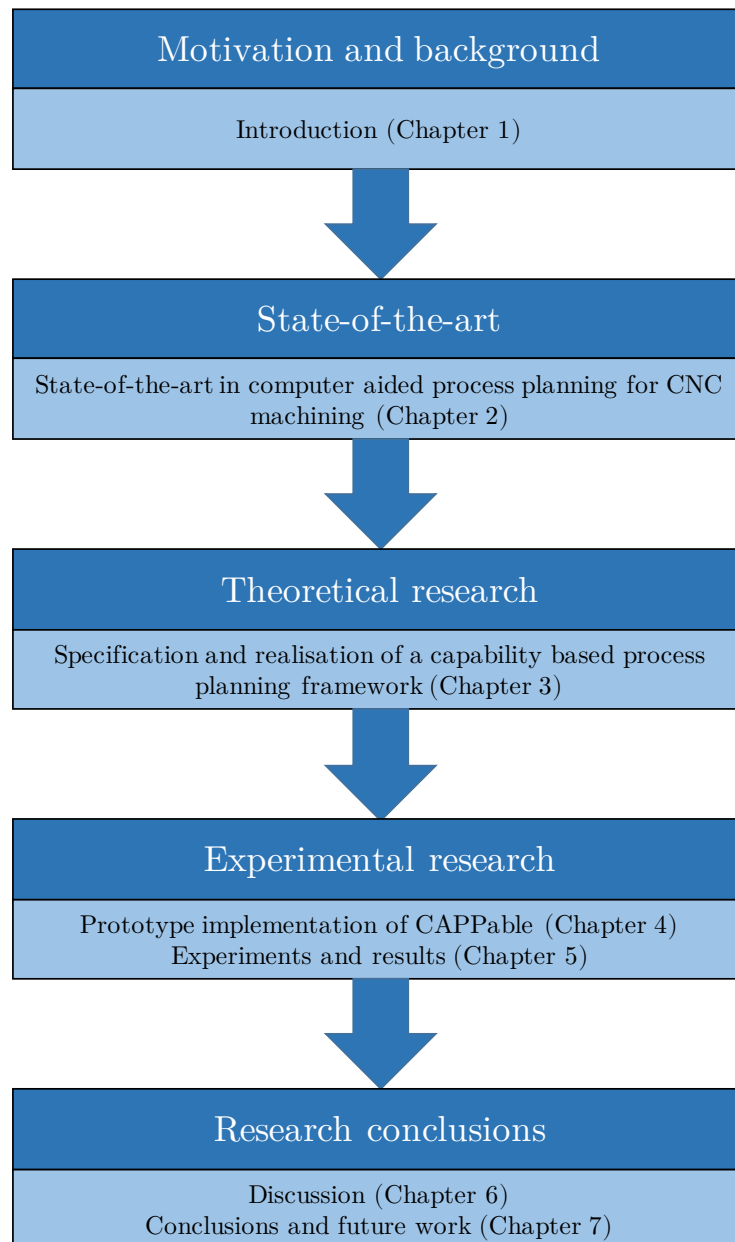 Motivation and background
Introduction (Chapter 1)
State-of-the-art
State-of-the-art in computer aided process planning for CNC
machining (Chapter 2)
Theoretical research
Specification and realisation of a capability based process
planning framework (Chapter 3)
Experimental research
Prototype implementation of CAPPable (Chapter 4)
Experiments and results (Chapter 5)
Research conclusions
Discussion (Chapter 6)
Conclusions and future work (Chapter 7)